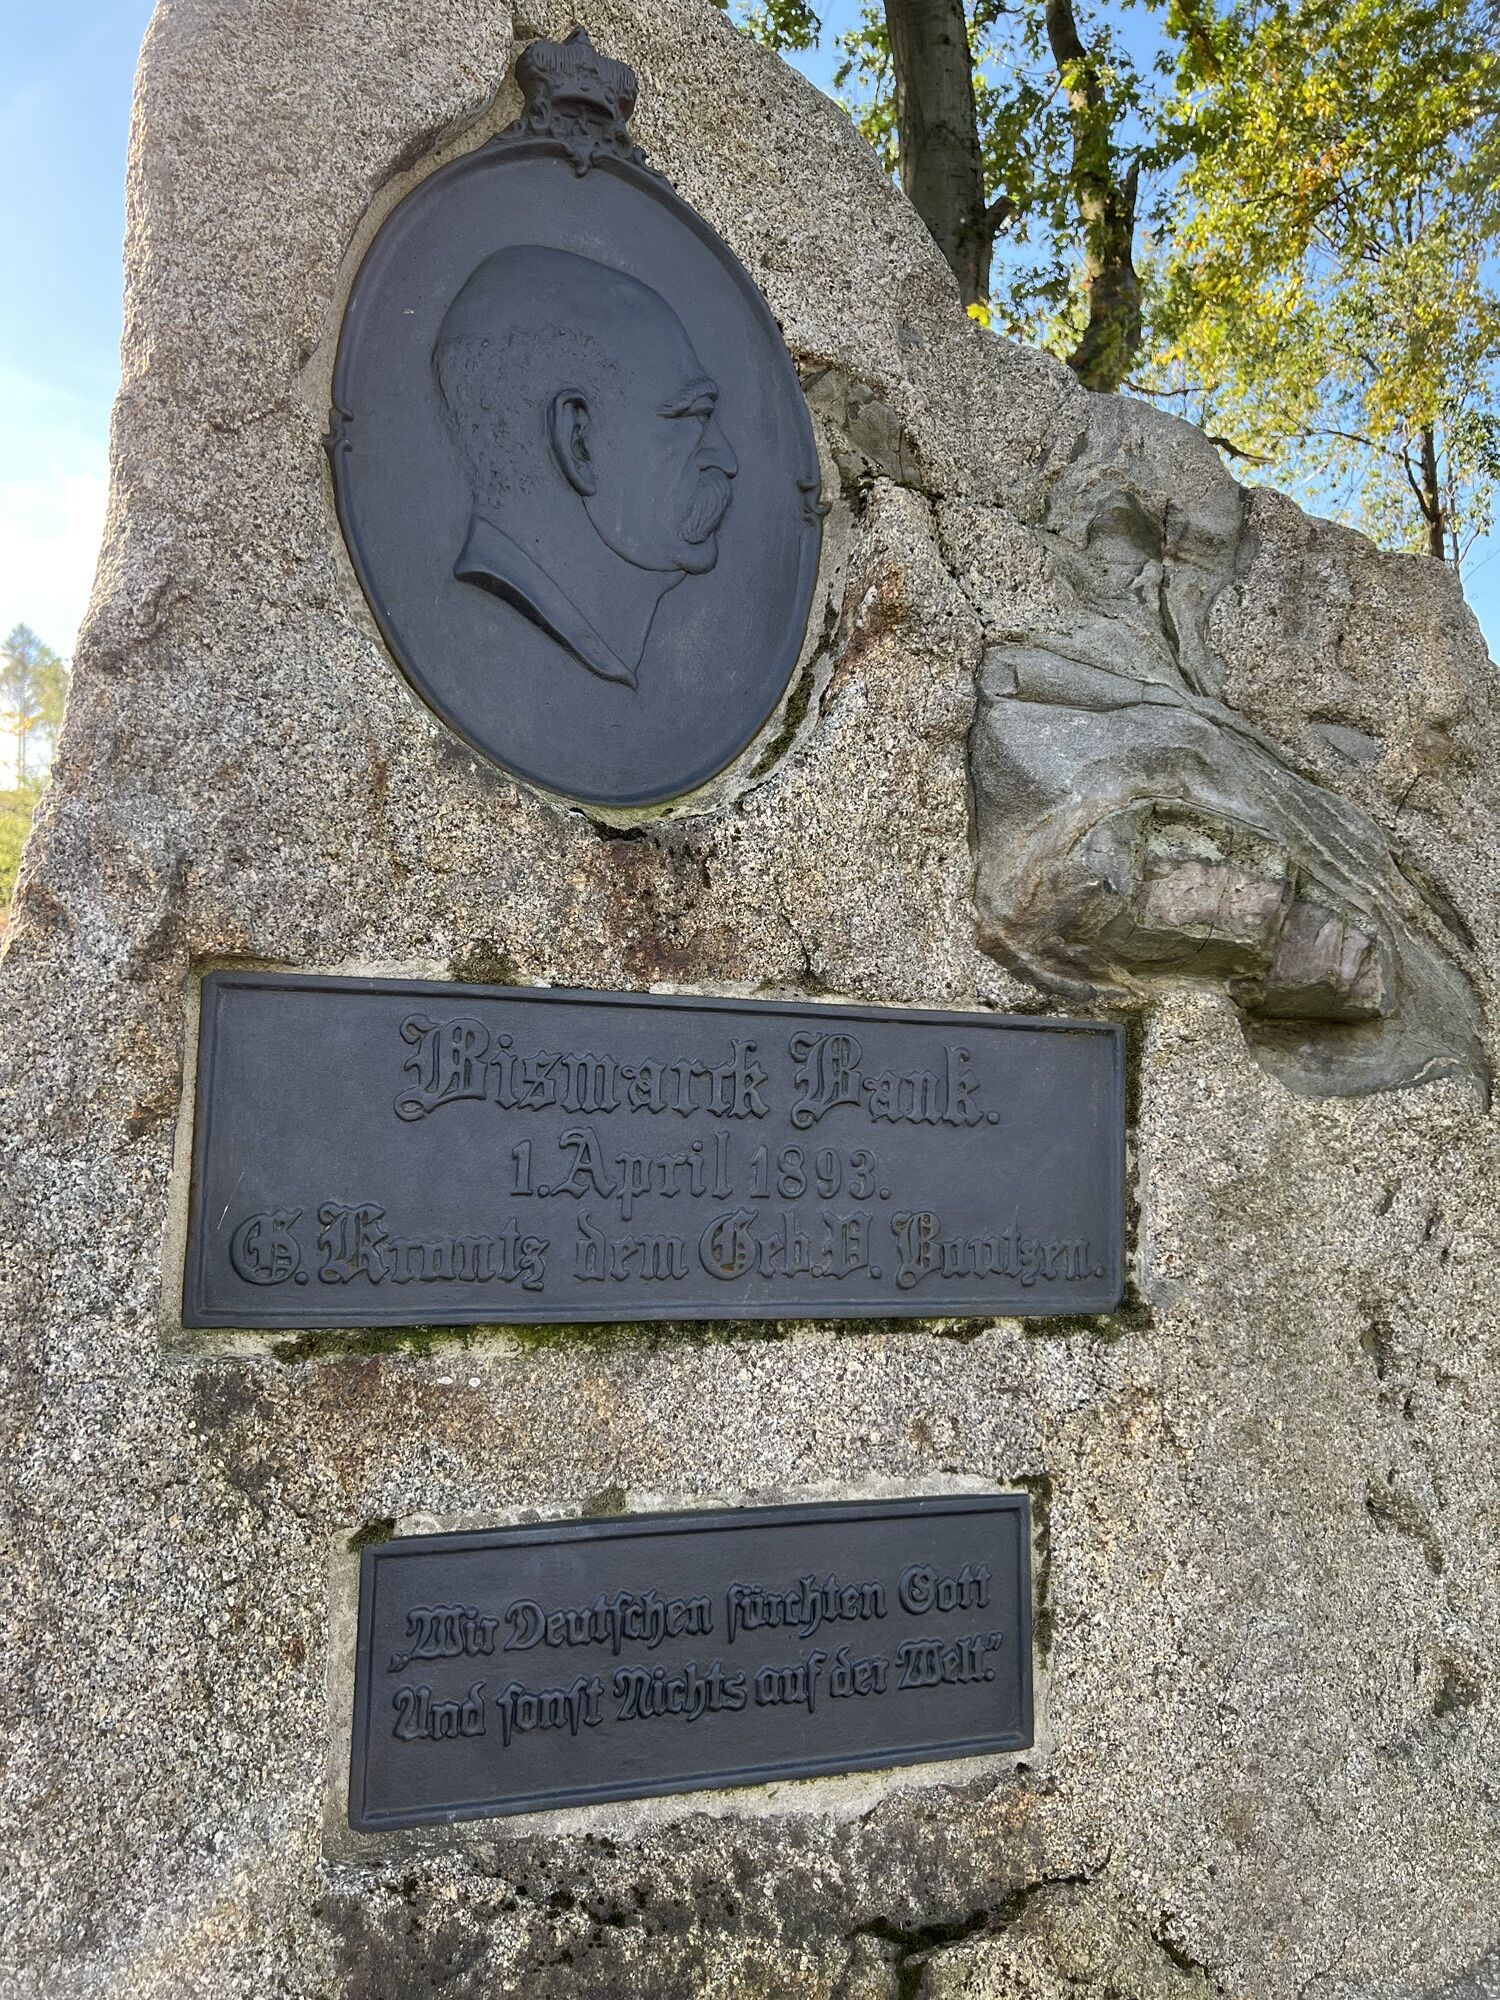 Bismarck Bank.
1. April 1893.
G. Krantz dem Geb. V. Bautzen.
„Wir Deutschen fürchten Gott
Und sonst Nichts auf der Welt.”